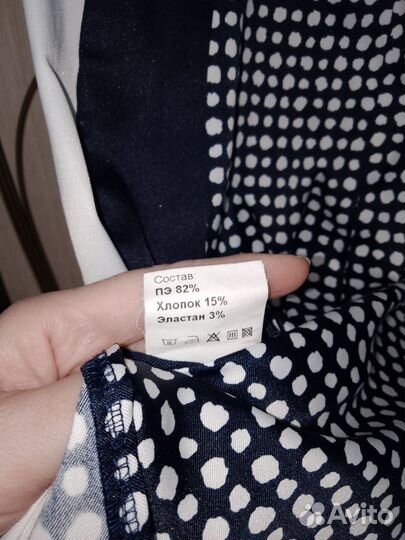 Состав
ПЭ 82%
Хлопок 15%
Эластан 3%
Avito